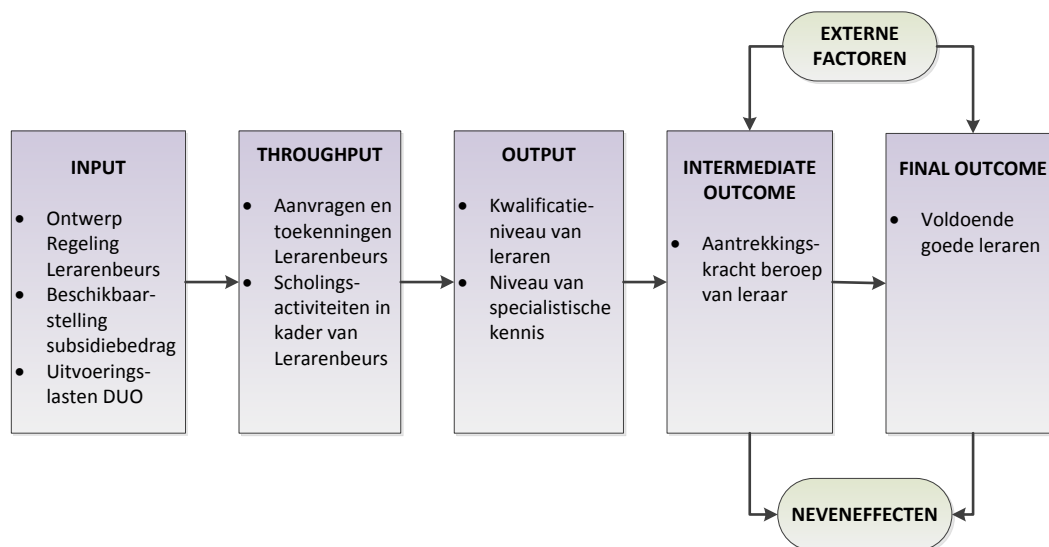 EXTERNE
FACTOREN
INPUT
• Ontwerp
Regeling
Lerarenbeurs
• Beschikbaar-
stelling
subsidiebedrag
• Uitvoerings-
lasten DUO
THROUGHPUT
• Aanvragen en
toekenningen
Lerarenbeurs
• Scholings-
activiteiten in
kader van
Lerarenbeurs
OUTPUT
• Kwalificatie-
niveau van
leraren
• Niveau van
specialistische
kennis
INTERMEDIATE
OUTCOME
• Aantrekkings-
kracht beroep
van leraar
FINAL OUTCOME
• Voldoende
goede leraren
NEVENEFFECTEN